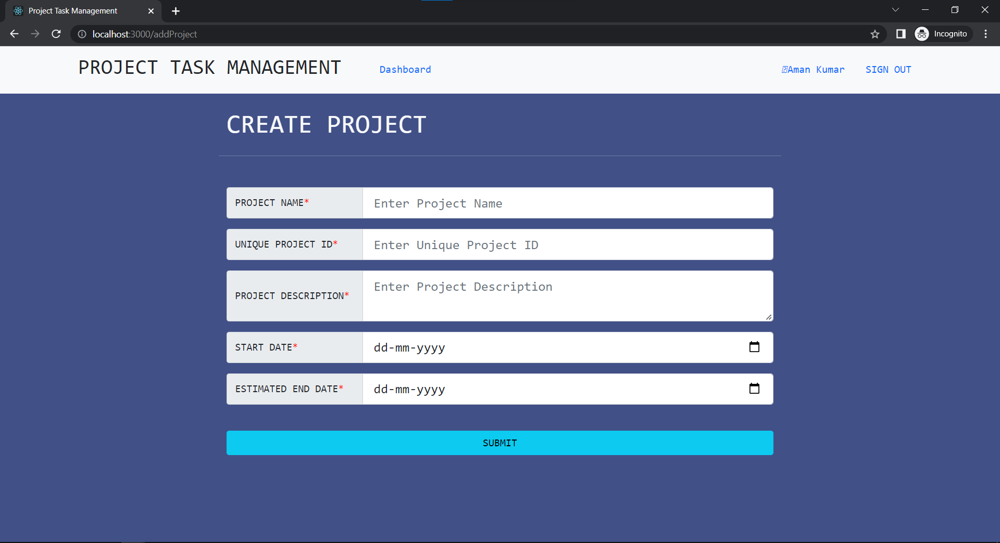 Project Task Management
localhost:3000/addProject
Incognito
PROJECT TASK MANAGEMENT
Dashboard
Aman Kumar
SIGN OUT
CREATE PROJECT
PROJECT NAME*
Enter Project Name
UNIQUE PROJECT ID*
Enter Unique Project ID
PROJECT DESCRIPTION*
Enter Project Description
START DATE*
dd-mm-yyyy
ESTIMATED END DATE*
dd-mm-yyyy
SUBMIT